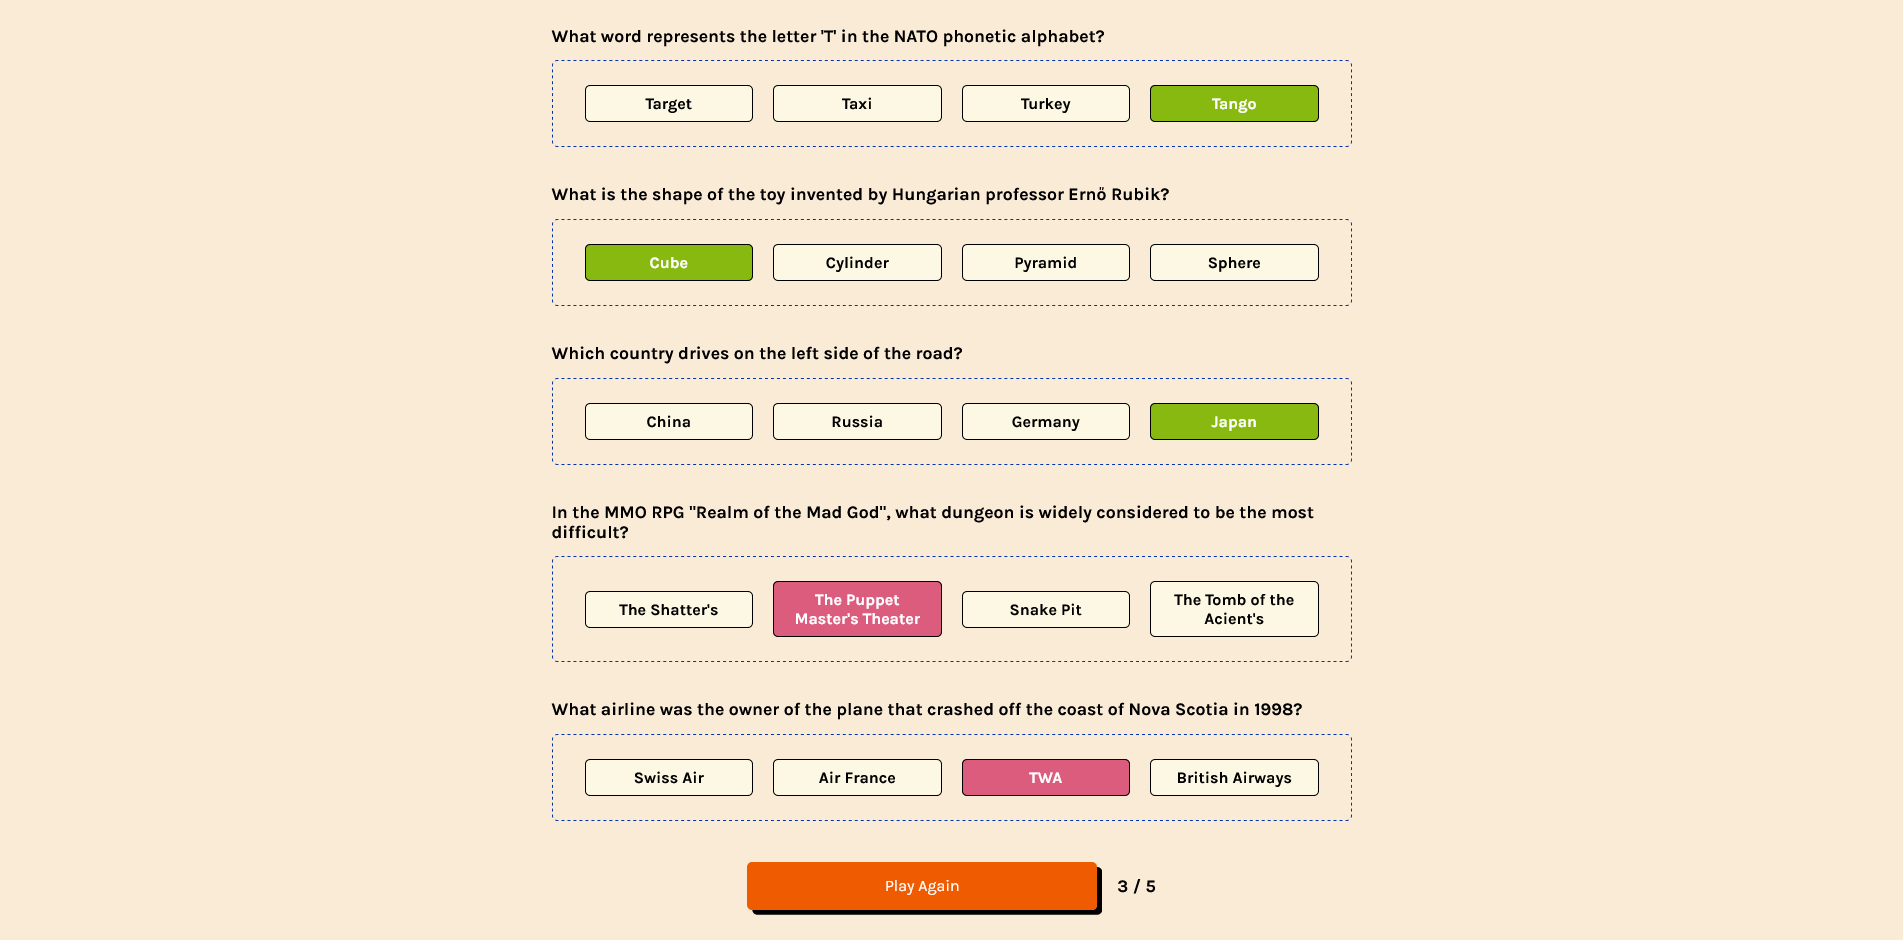 What word represents the letter 'T' in the NATO phonetic alphabet?
Target Taxi Turkey Tango
What is the shape of the toy invented by Hungarian professor Ernő Rubik?
Cube Cylinder Pyramid Sphere
Which country drives on the left side of the road?
China Russia Germany Japan
In the MMO RPG "Realm of the Mad God", what dungeon is widely considered to be the most
difficult?
The Shatter's
The Puppet
Master's Theater
Snake Pit
The Tomb of the
Acient's
What airline was the owner of the plane that crashed off the coast of Nova Scotia in 1998?
Swiss Air Air France TWA British Airways
Play Again 3 / 5